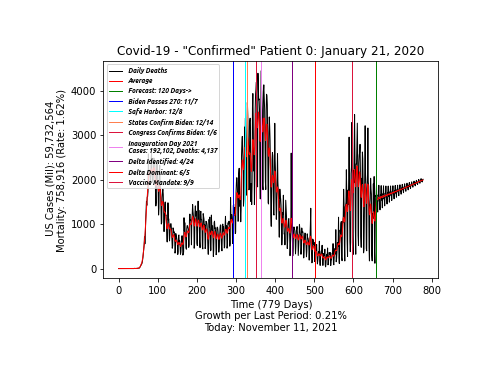 Covid-19 - "Confirmed" Patient 0: January 21, 2020
US Cases (Mil): 59,732,564
Mortality: 758,916 (Rate: 1.62%)
4000
3000
2000
1000
0
Daily Deaths
Average
Forecast: 120 Days->
Biden Passes 270: 11/7
Safe Harbor: 12/8
States Confirm Biden: 12/14
Congress Confirms Biden: 1/6
Inauguration Day 2021
Cases: 192,102, Deaths: 4,137
Delta Identified: 4/24
Delta Dominant: 6/5
Vaccine Mandate: 9/9
0 100 200 300 400 500 600 700 800
Time (779 Days)
Growth per Last Period: 0.21%
Today: November 11, 2021